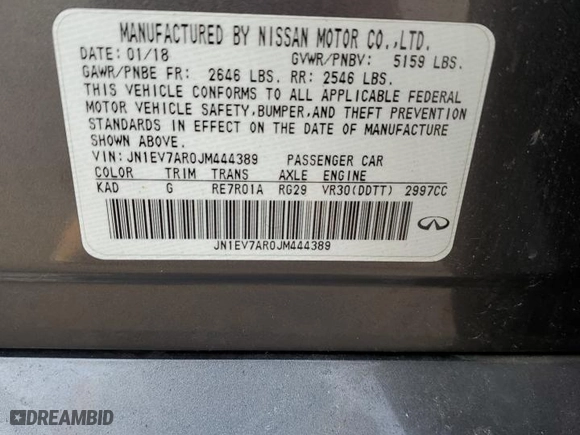 MANUFACTURED BY NISSAN MOTOR CO.,LTD.
DATE: 01/18 GVWR/PNBV: 5159 LBS.
GAWR/PNBE FR: 2646 LBS. RR: 2546 LBS.
THIS VEHICLE CONFORMS TO ALL APPLICABLE FEDERAL
MOTOR VEHICLE SAFETY,BUMPER,AND THEFT PREVENTION
STANDARDS IN EFFECT ON THE DATE OF MANUFACTURE
SHOWN ABOVE.
VIN: JN1EV7AR0JM444389 PASSENGER CAR
COLOR TRIM TRANS AXLE ENGINE
KAD G RE7R01A RG29 VR30(DDTT) 2997CC
JN1EV7AR0JM444389
INFINITI
DREAMBID